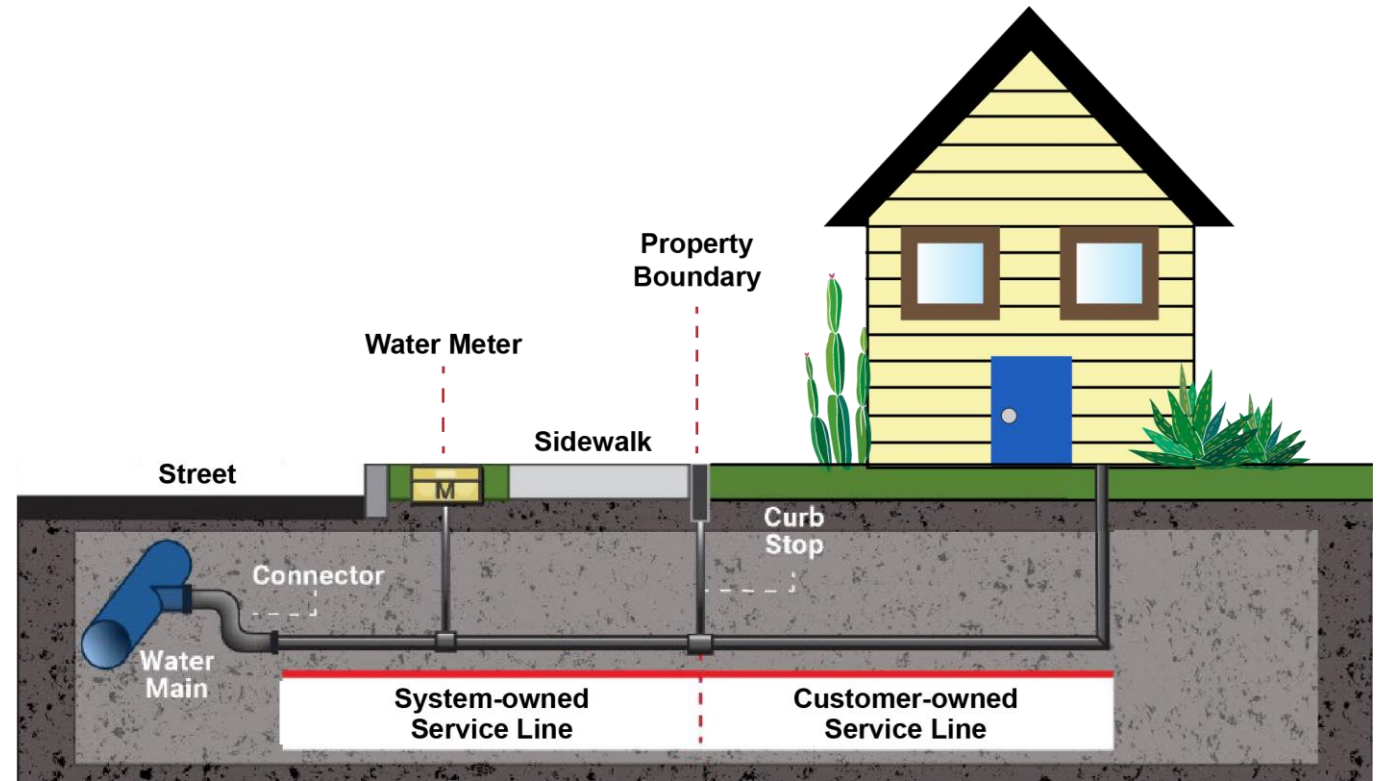 Property
Boundary
Water Meter
Sidewalk
Street
M
Curb
Stop
Connector
Water
Main
System-owned
Service Line
Customer-owned
Service Line